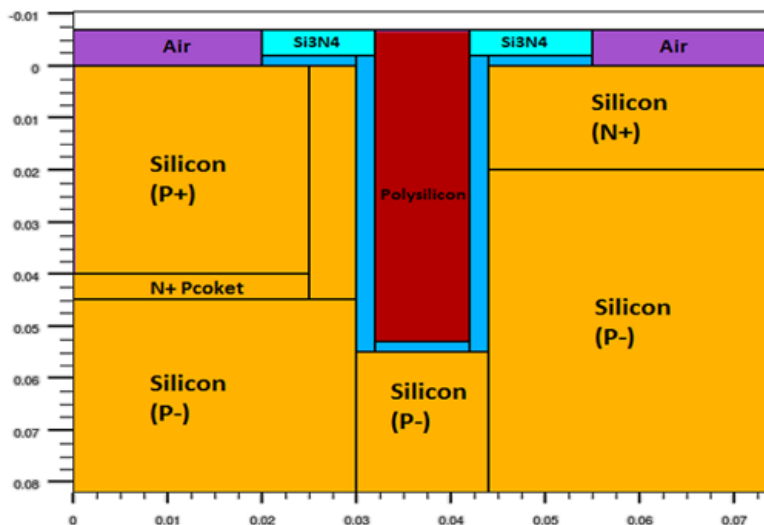 -0.01
Air
Si3N4
Si3N4
Air
0
Silicon
(N+)
0.01
0.02
Silicon
(P+)
Polysilicon
0.03
0.04
N+ Pcoket
0.05
Silicon
(P-)
0.06
Silicon
(P-)
Silicon
(P-)
0.07
0.08
0
0.01
0.02
0.03
0.04
0.05
0.06
0.07